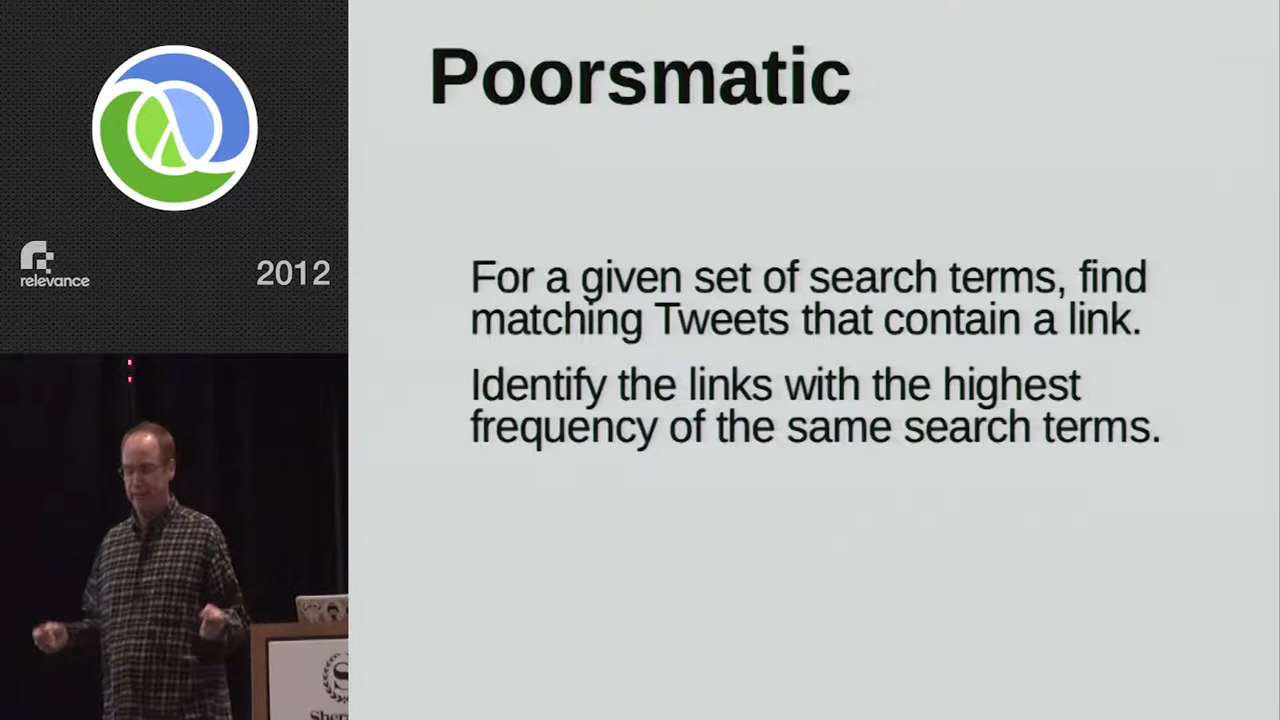 Poorsmatic
relevance
2012
For a given set of search terms, find
matching Tweets that contain a link.
Identify the links with the highest
frequency of the same search terms.